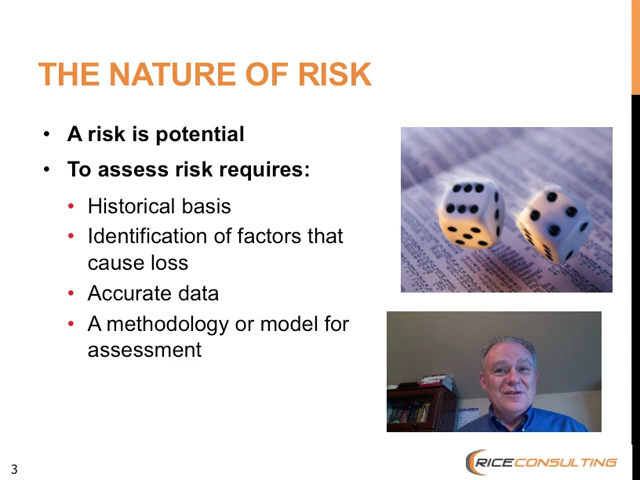 THE NATURE OF RISK
• A risk is potential
• To assess risk requires:
• Historical basis
• Identification of factors that
cause loss
• Accurate data
• A methodology or model for
assessment
3
RICECONSULTING